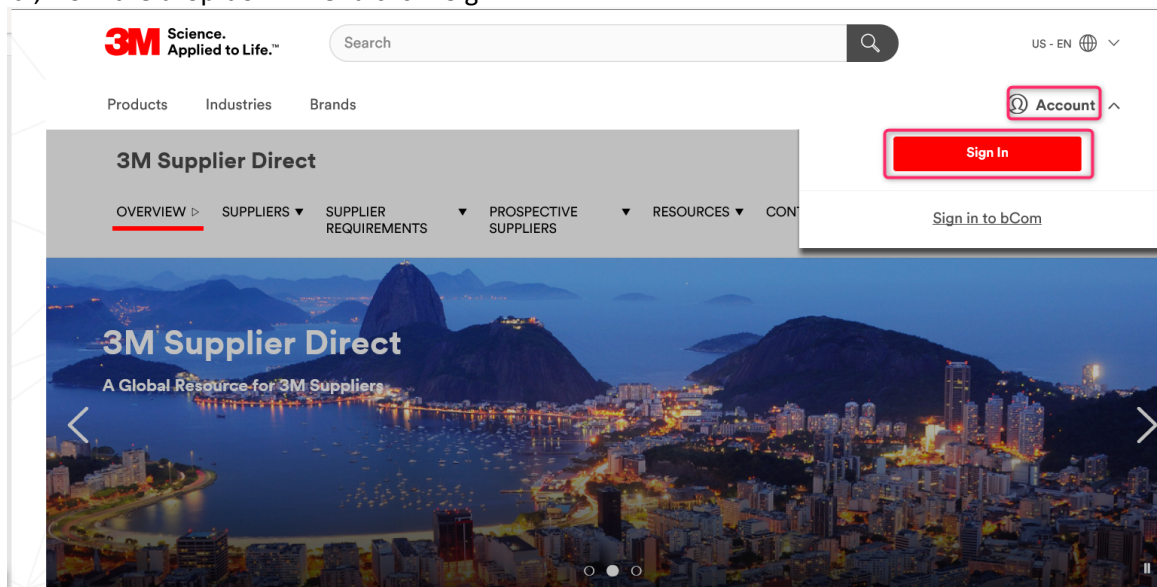 3M Science.
Applied to Life.™
Search
US - EN
Products Industries Brands
Account
Sign In
Sign in to bCom
3M Supplier Direct
OVERVIEW ▷ SUPPLIERS ▼ SUPPLIER REQUIREMENTS ▼ PROSPECTIVE SUPPLIERS ▼ RESOURCES ▼
3M Supplier Direct
A Global Resource for 3M Suppliers